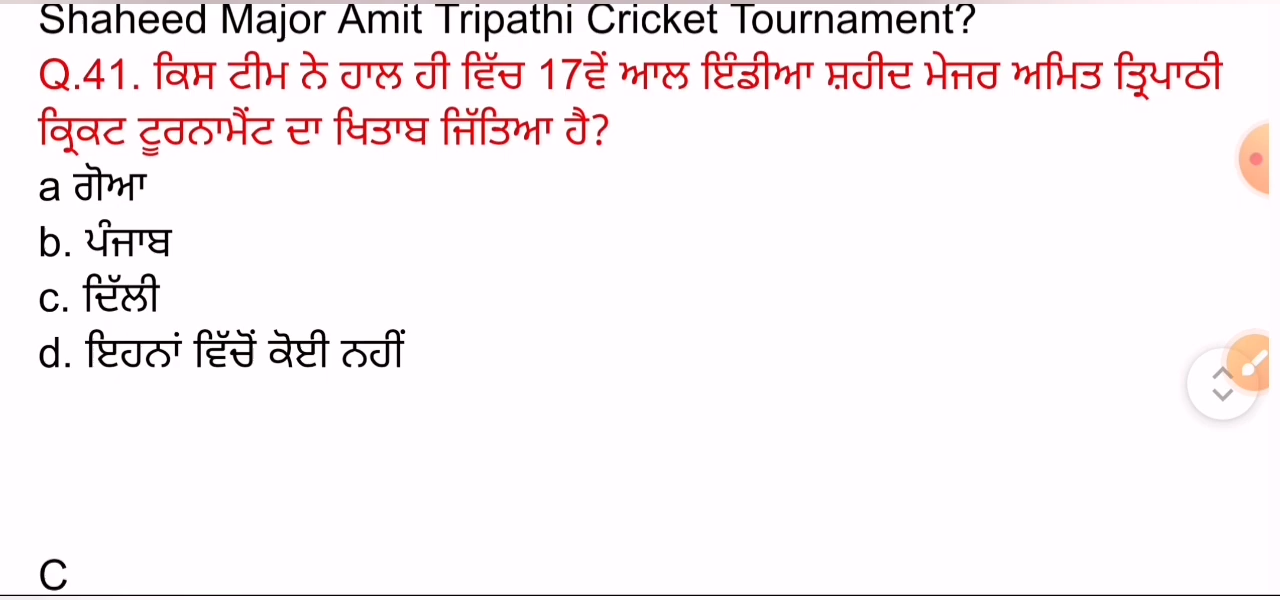 Shaheed Major Amit Tripathi Cricket Tournament?
Q.41. ਕਿਸ ਟੀਮ ਨੇ ਹਾਲ ਹੀ ਵਿੱਚ 17ਵੇਂ ਆਲ ਇੰਡੀਆ ਸ਼ਹੀਦ ਮੇਜਰ ਅਮਿਤ ਤ੍ਰਿਪਾਠੀ
ਕ੍ਰਿਕਟ ਟੂਰਨਾਮੈਂਟ ਦਾ ਖਿਤਾਬ ਜਿੱਤਿਆ ਹੈ?
a ਗੋਆ
b. ਪੰਜਾਬ
c. ਦਿੱਲੀ
d. ਇਹਨਾਂ ਵਿੱਚੋਂ ਕੋਈ ਨਹੀਂ
C